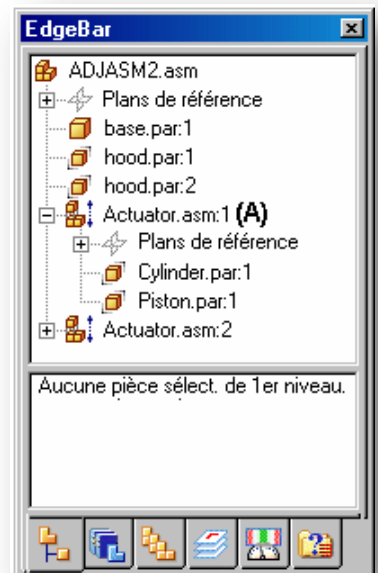 EdgeBar
ADJASM2.asm
Plans de référence
base.par:1
hood.par:1
hood.par:2
Actuator.asm:1 (A)
Plans de référence
Cylinder.par:1
Piston.par:1
Actuator.asm:2
Aucune pièce sélect. de 1er niveau.